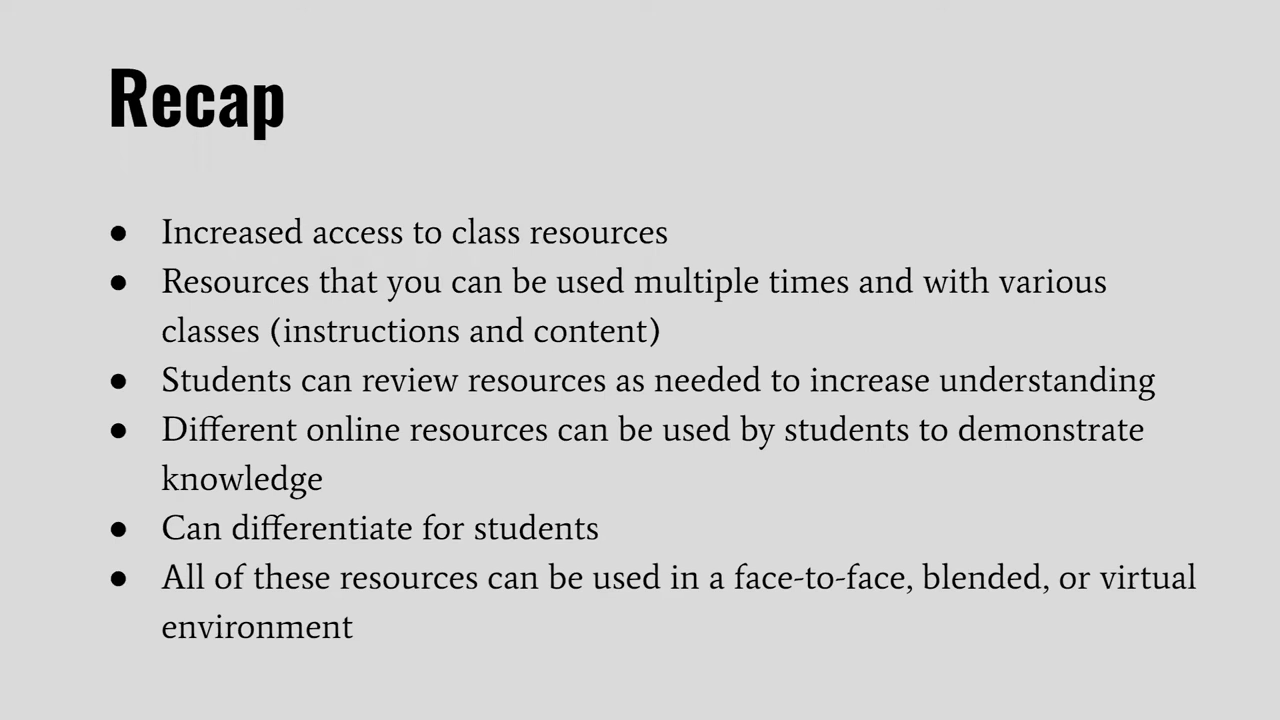 Recap
● Increased access to class resources
● Resources that you can be used multiple times and with various
classes (instructions and content)
● Students can review resources as needed to increase understanding
● Different online resources can be used by students to demonstrate
knowledge
● Can differentiate for students
● All of these resources can be used in a face-to-face, blended, or virtual
environment